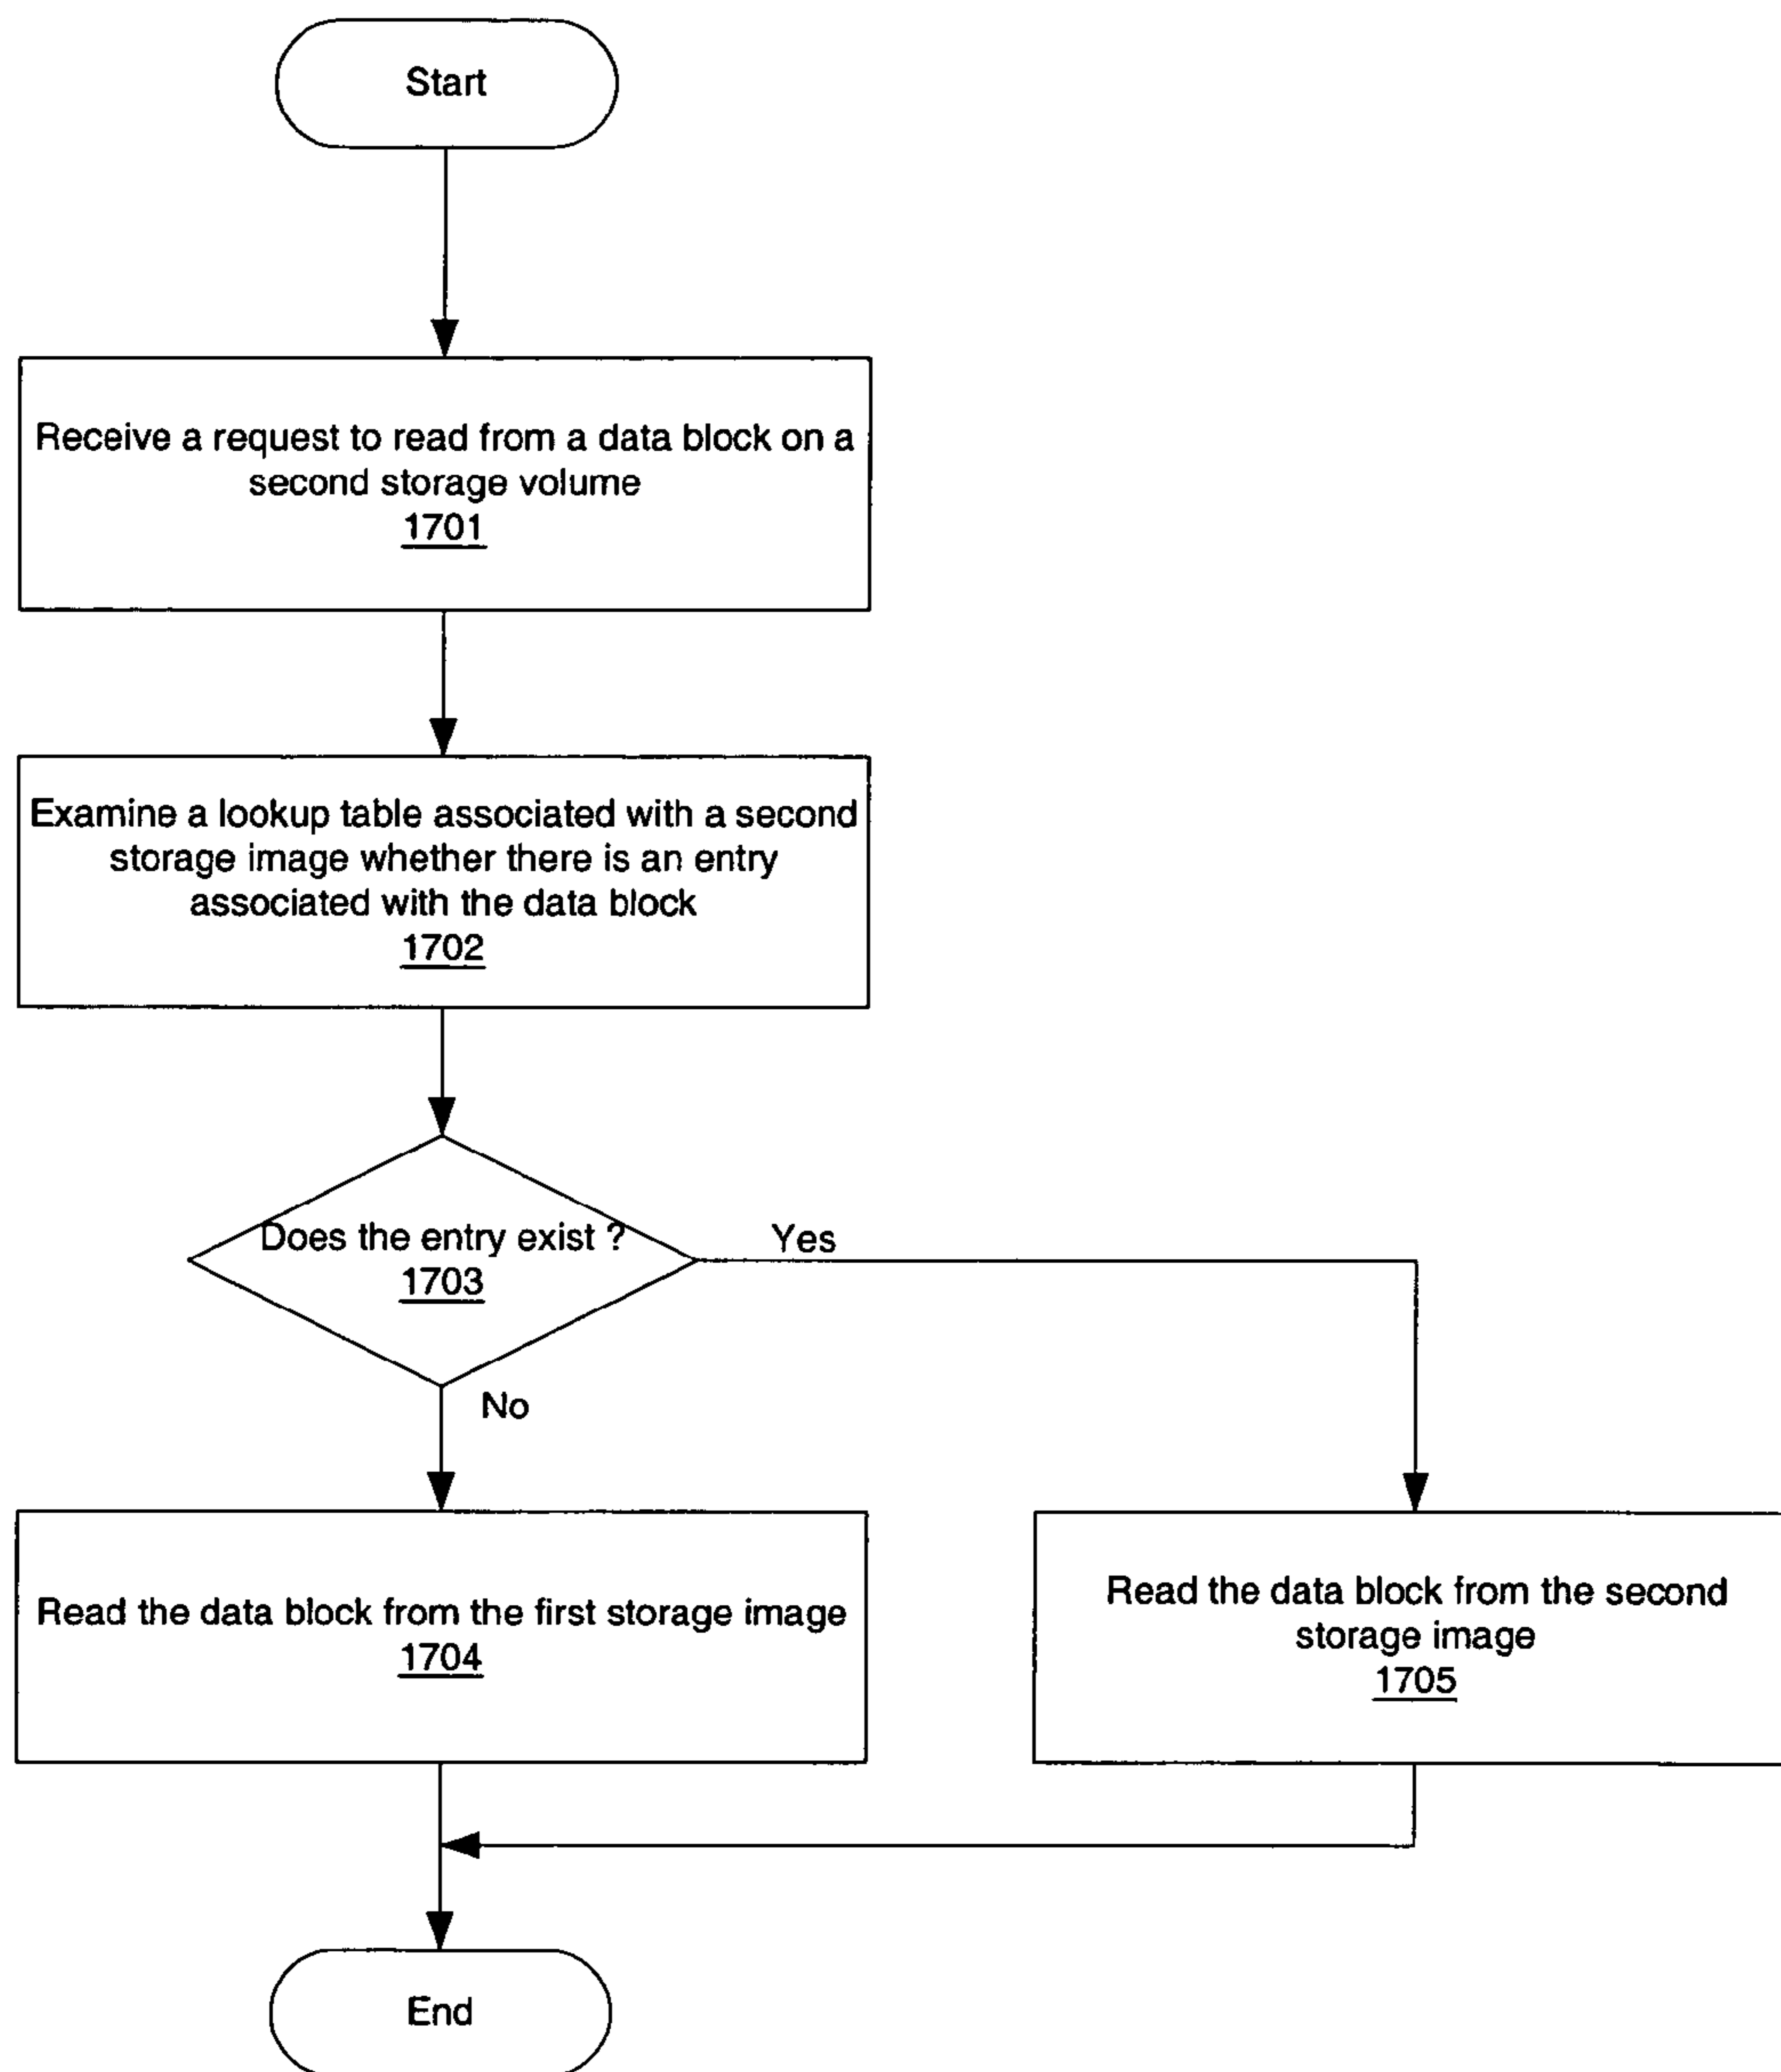 Start
Receive a request to read from a data block on a
second storage volume
1701
Examine a lookup table associated with a second
storage image whether there is an entry
associated with the data block
1702
Does the entry exist ?
1703
Yes
No
Read the data block from the first storage image
1704
Read the data block from the second
storage image
1705
End